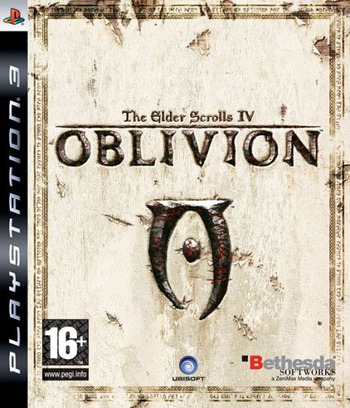 PLAYSTATION 3
The Elder Scrolls IV
OBLIVION
16+
www.pegi.info
UBISOFT
Bethesda
SOFTWORKS
a ZeniMax Media company